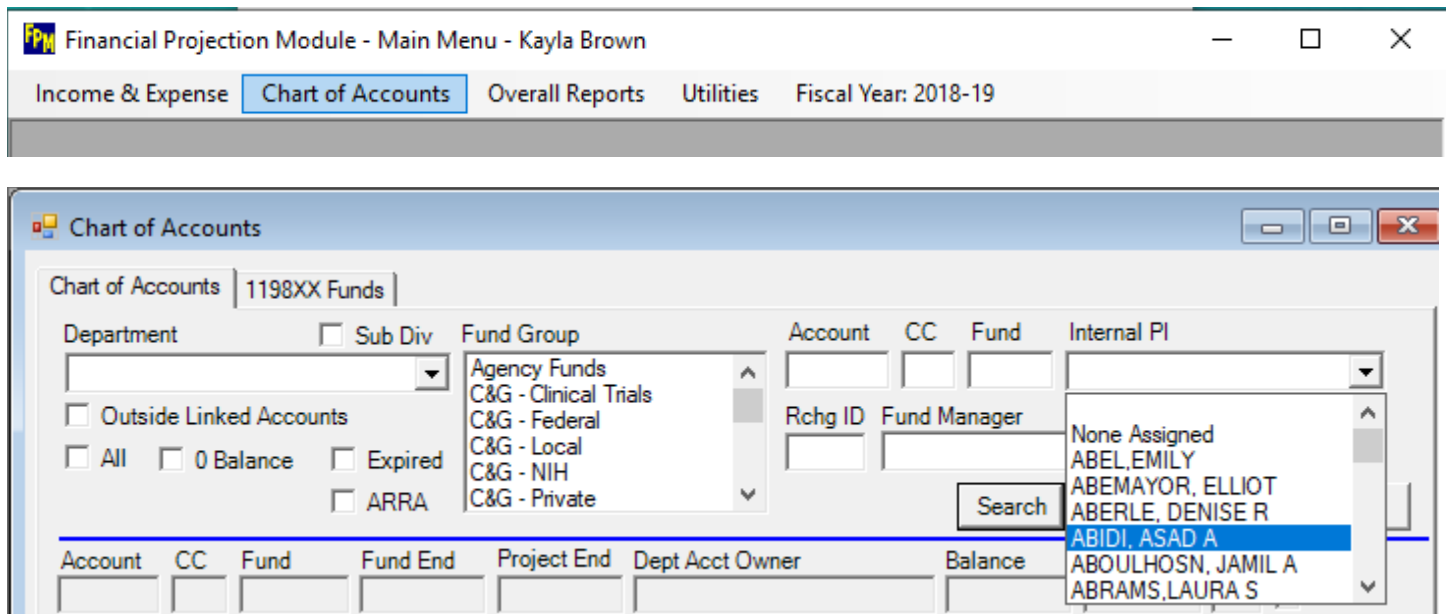 FPM Financial Projection Module - Main Menu - Kayla Brown
Income & Expense Chart of Accounts Overall Reports Utilities Fiscal Year: 2018-19
Chart of Accounts
Chart of Accounts 1198XX Funds
Department Sub Div Fund Group Account CC Fund Internal PI
Agency Funds
C&G - Clinical Trials
Outside Linked Accounts C&G - Federal Rchg ID Fund Manager
C&G - Local None Assigned
All 0 Balance Expired C&G - NIH ABEL,EMILY
ARRA C&G - Private Search ABEMAYOR, ELLIOT
ABERLE, DENISE R
ABIDI, ASAD A
Account CC Fund Fund End Project End Dept Acct Owner Balance ABOULHOSN, JAMIL A
ABRAMS,LAURA S